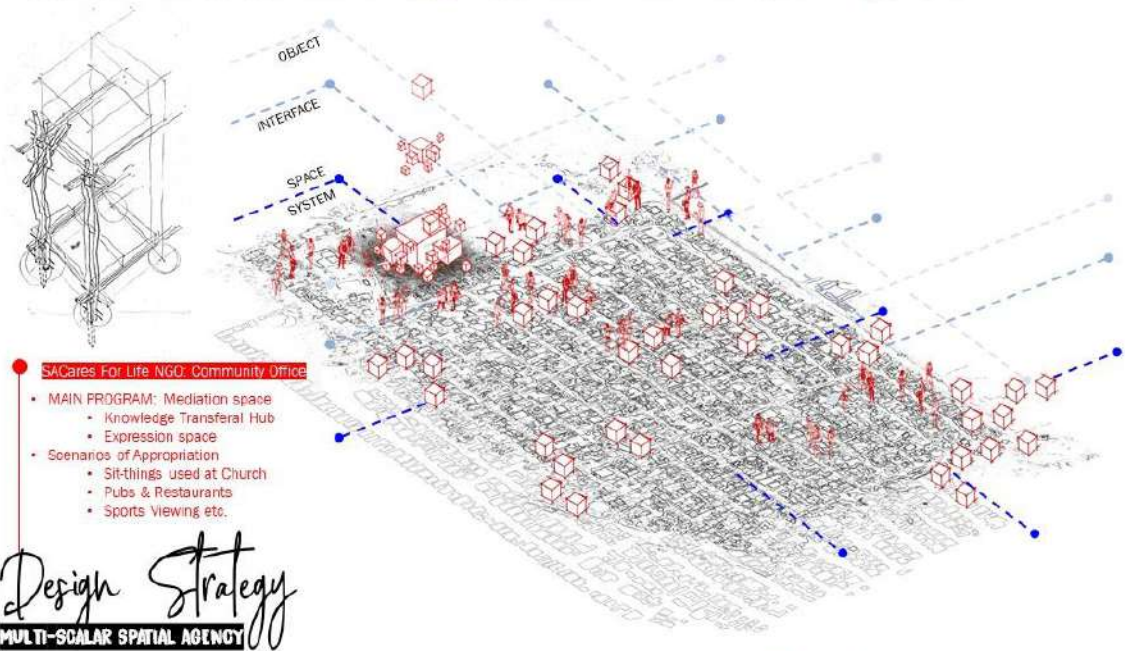 OBJECT
INTERFACE
SPACE
SYSTEM
SACares For Life NGO: Community Office
• MAIN PROGRAM: Mediation space
• Knowledge Transferal Hub
• Expression space
• Scenarios of Appropriation
• Sit-things used at Church
• Pubs & Restaurants
• Sports Viewing etc.
Design Strategy
MULTI-SCALAR SPATIAL AGENCY